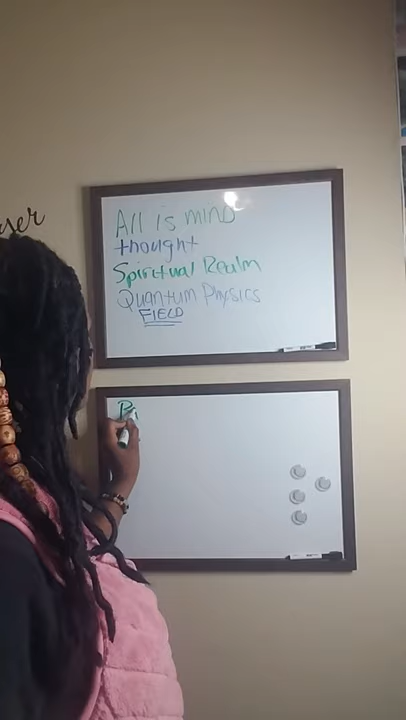 All is mind
thought
Spiritual Realm
Quantum Physics
FIELD